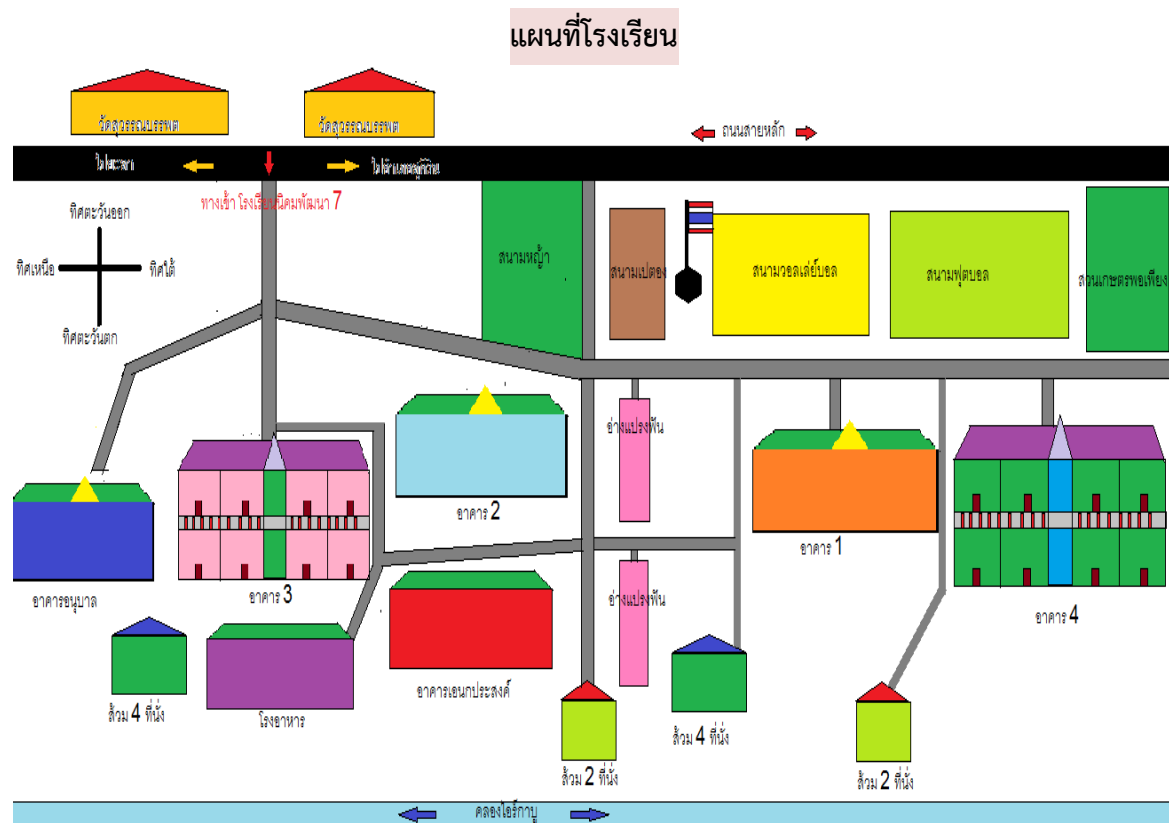 แผนที่โรงเรียน
วัดสุวรรณบรรพต
วัดสุวรรณบรรพต
ถนนสายหลัก
ทางเข้า โรงเรียนนิคมพัฒนา 7
ทิศตะวันออก
ทิศเหนือ
ทิศใต้
ทิศตะวันตก
สนามหญ้า
สนามเปตอง
สนามวอลเล่ย์บอล
สนามฟุตบอล
สวนเกษตรพอเพียง
อ่างแปรงฟัน
อาคาร 2
อาคาร 1
อาคารอนุบาล
อาคาร 3
อ่างแปรงฟัน
อาคาร 4
อาคารเอนกประสงค์
ส้วม 4 ที่นั่ง
โรงอาหาร
ส้วม 4 ที่นั่ง
ส้วม 2 ที่นั่ง
ส้วม 2 ที่นั่ง
คลองไอร์กาบู